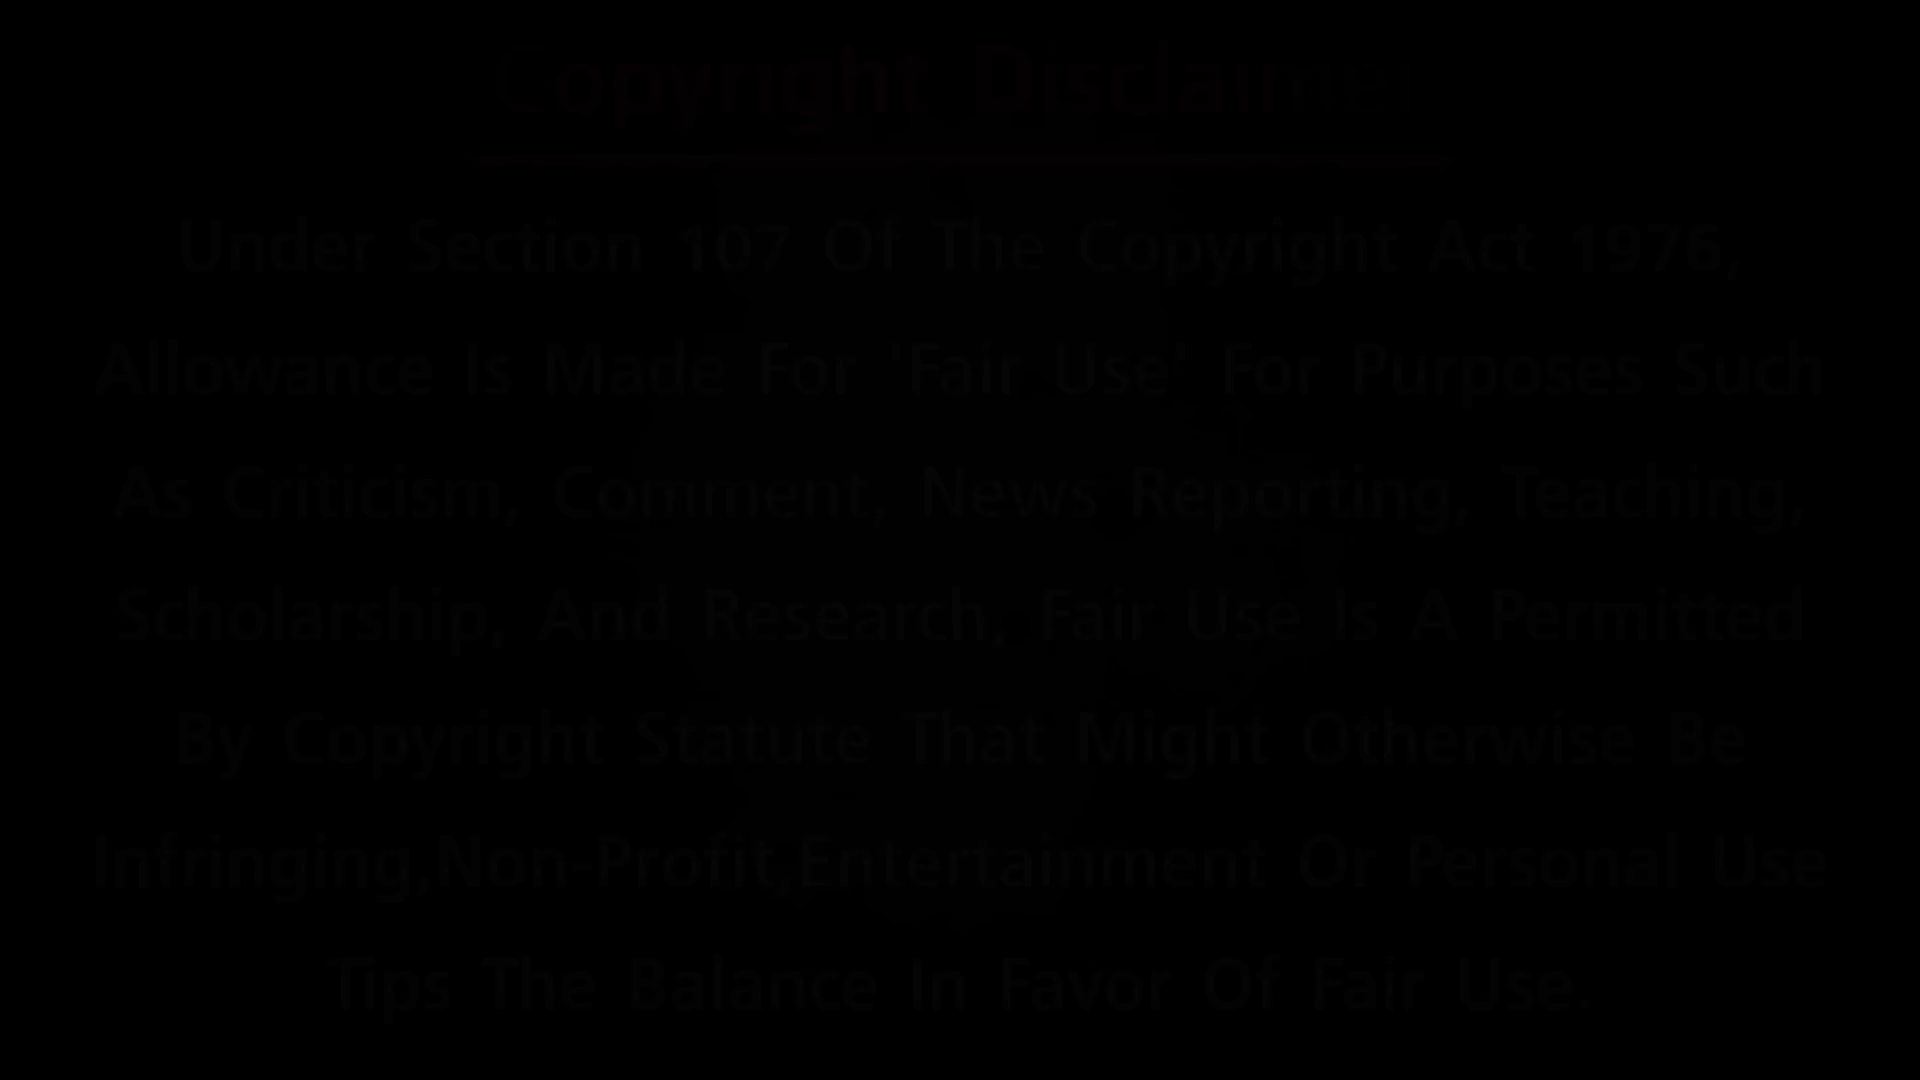 Copyright Disclaimer
Under Section 107 Of The Copyright Act 1976,
Allowance Is Made For 'Fair Use' For Purposes Such
As Criticism, Comment, News Reporting, Teaching,
Scholarship, And Research, Fair Use Is A Permitted
By Copyright Statute That Might Otherwise Be
Infringing,Non-Profit,Entertainment Or Personal Use
Tips The Balance In Favor Of Fair Use.